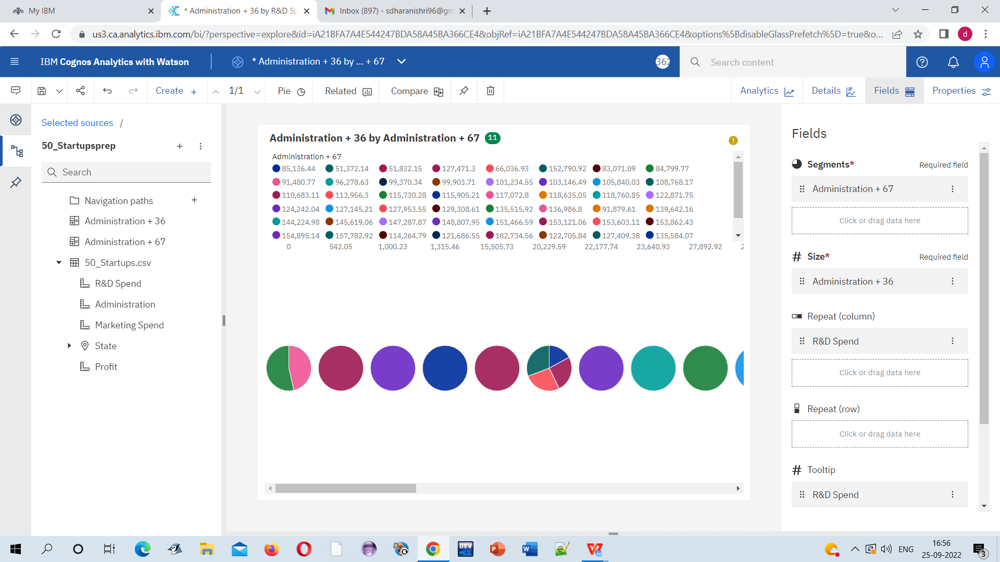 My IBM
* Administration + 36 by R&D Sp
Inbox (897) - sdharanishri96@gm
us3.ca.analytics.ibm.com/bi/?perspective=explore&id=iA21BFA7A4E544247BDA58A45BA366CE4&objRef=iA21BFA7A4E544247BDA58A45BA366CE4&options%5BdisableGlassPrefetch%5D=true&o...
d
IBM Cognos Analytics with Watson
* Administration + 36 by ... + 67
362
Search content
Create
1/1
Pie
Related
Compare
Analytics
Details
Fields
Properties
Selected sources /
50_Startupsprep
Search
Navigation paths
Administration + 36
Administration + 67
50_Startups.csv
R&D Spend
Administration
Marketing Spend
State
Profit
Administration + 36 by Administration + 67 11
Administration + 67
85,136.44 51,372.14 51,832.15 127,471.3 66,036.93 152,790.92 83,071.09 84,799.77
91,480.77 96,278.63 99,370.34 99,903.71 101,234.55 103,146.49 105,840.03 108,768.17
110,683.11 113,956.3 115,730.28 115,905.21 117,072.8 118,635.05 118,760.85 122,871.75
124,242.04 127,145.21 127,953.55 129,308.61 135,515.92 136,986.8 91,879.61 139,642.16
144,224.98 145,619.06 147,287.87 148,807.95 151,466.59 153,121.06 153,603.11 153,862.43
154,895.14 157,782.92 114,264.79 121,686.55 182,734.56 122,705.84 127,409.38 135,584.07
0 542.05 1,000.23 1,315.46 15,505.73 20,229.59 22,177.74 23,640.93 27,892.92 2
Fields
Segments* Required field
Administration + 67
Click or drag data here
Size* Required field
Administration + 36
Repeat (column)
R&D Spend
Click or drag data here
Repeat (row)
Click or drag data here
Tooltip
R&D Spend
DEV
C++
P
W
ENG
16:56
25-09-2022
3